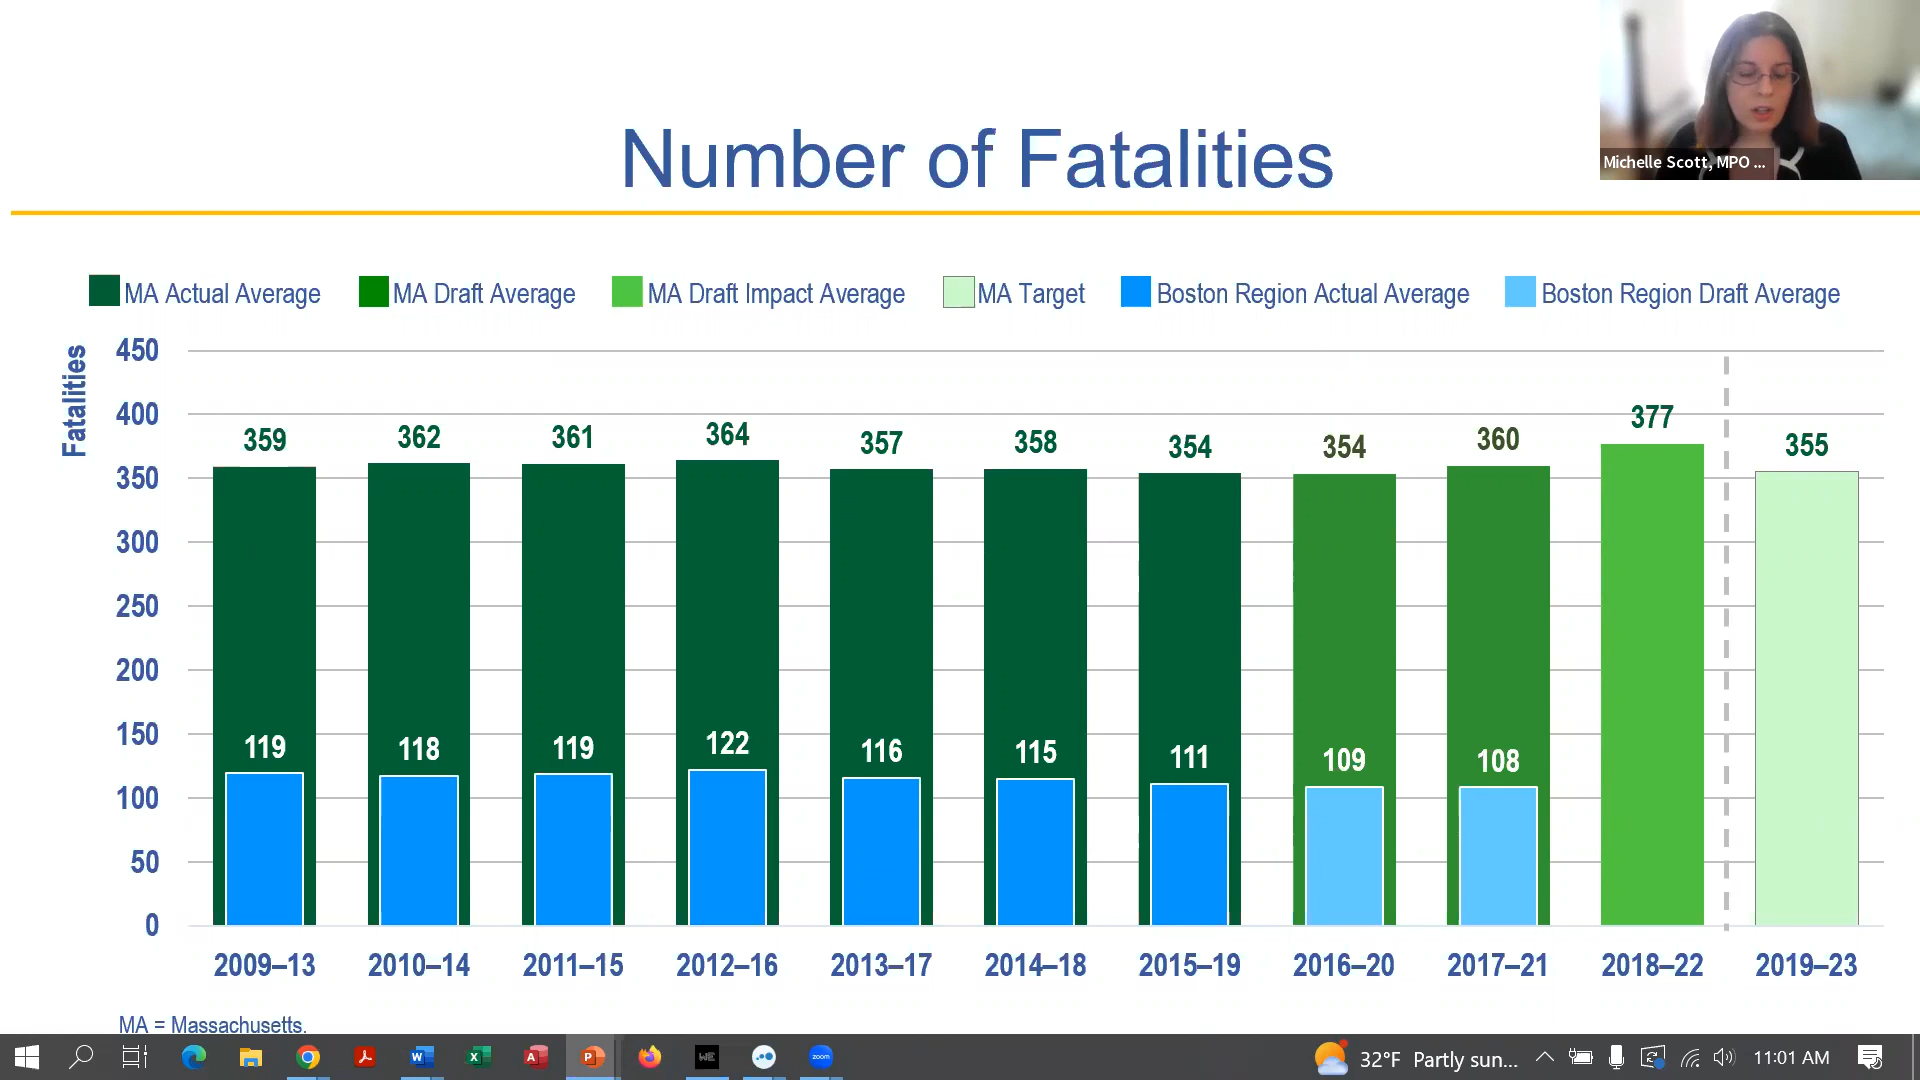 Number of Fatalities
Michelle Scott, MPO ...
MA Actual Average MA Draft Average MA Draft Impact Average MA Target Boston Region Actual Average Boston Region Draft Average
Fatalities
450
400
350
300
250
200
150
100
50
0
359 362 361 364 357 358 354 354 360 377 355
119 118 119 122 116 115 111 109 108
2009–13 2010–14 2011–15 2012–16 2013–17 2014–18 2015–19 2016–20 2017–21 2018–22 2019–23
MA = Massachusetts.
32°F Partly sun... 11:01 AM
W X A P WE zoom